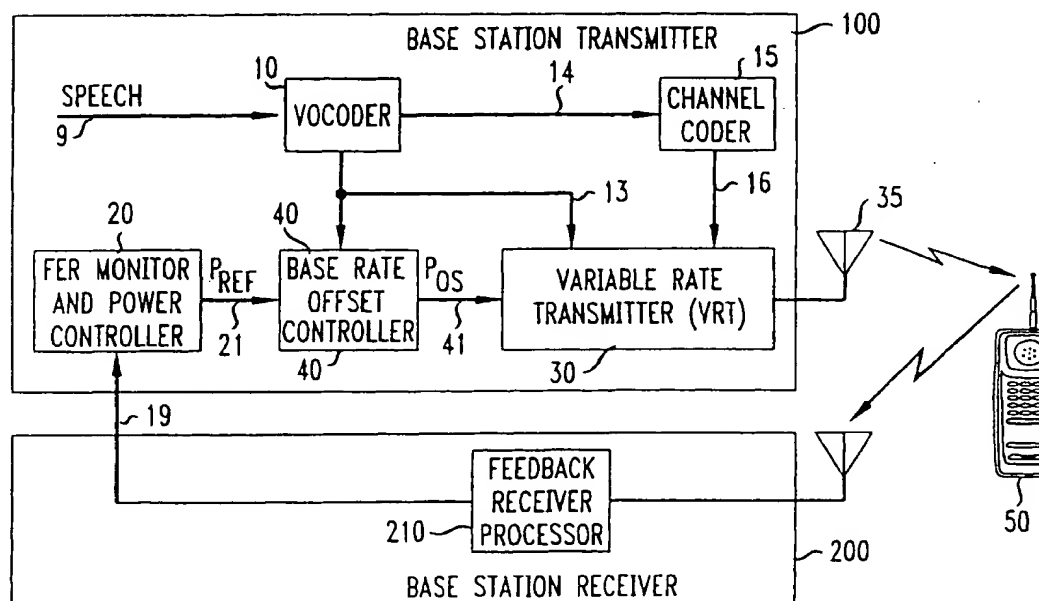 BASE STATION TRANSMITTER
100
10
15
SPEECH
14
9
VOCODER
CHANNEL
CODER
13
16
35
20
40
FER MONITOR
AND POWER
CONTROLLER
PREF
21
BASE RATE
OFFSET
CONTROLLER
40
POS
41
VARIABLE RATE
TRANSMITTER (VRT)
30
19
FEEDBACK
RECEIVER
PROCESSOR
210
50
200
BASE STATION RECEIVER